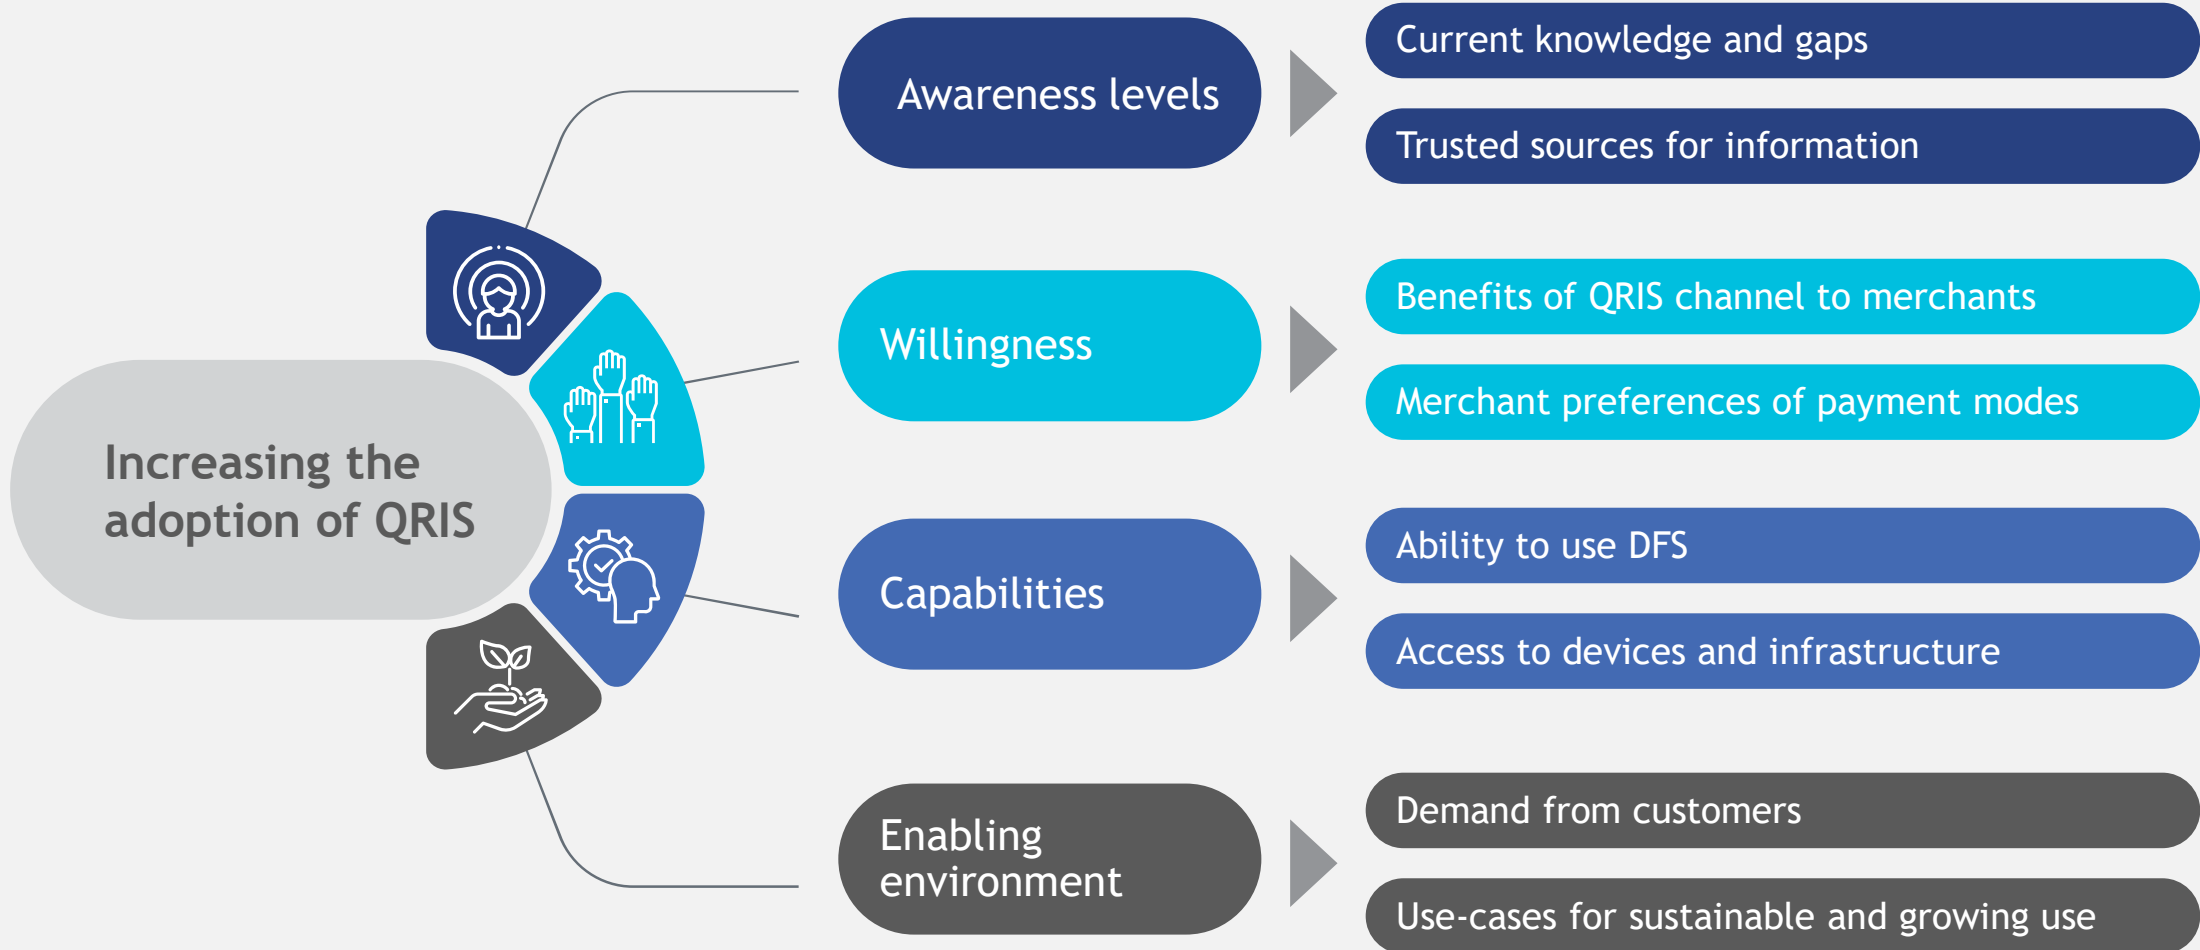 Increasing the
adoption of QRIS
Awareness levels
Current knowledge and gaps
Trusted sources for information
Willingness
Benefits of QRIS channel to merchants
Merchant preferences of payment modes
Capabilities
Ability to use DFS
Access to devices and infrastructure
Enabling
environment
Demand from customers
Use-cases for sustainable and growing use